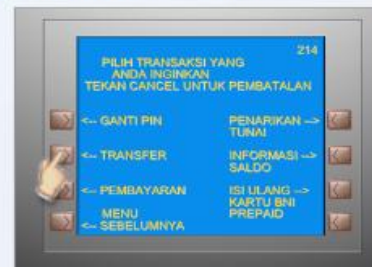 214
PILIH TRANSAKSI YANG
ANDA INGINKAN
TEKAN CANCEL UNTUK PEMBATALAN
<-- GANTI PIN
PENARIKAN -->
TUNAI
<-- TRANSFER
INFORMASI -->
SALDO
<-- PEMBAYARAN
ISI ULANG -->
KARTU BNI
PREPAID
MENU
<-- SEBELUMNYA